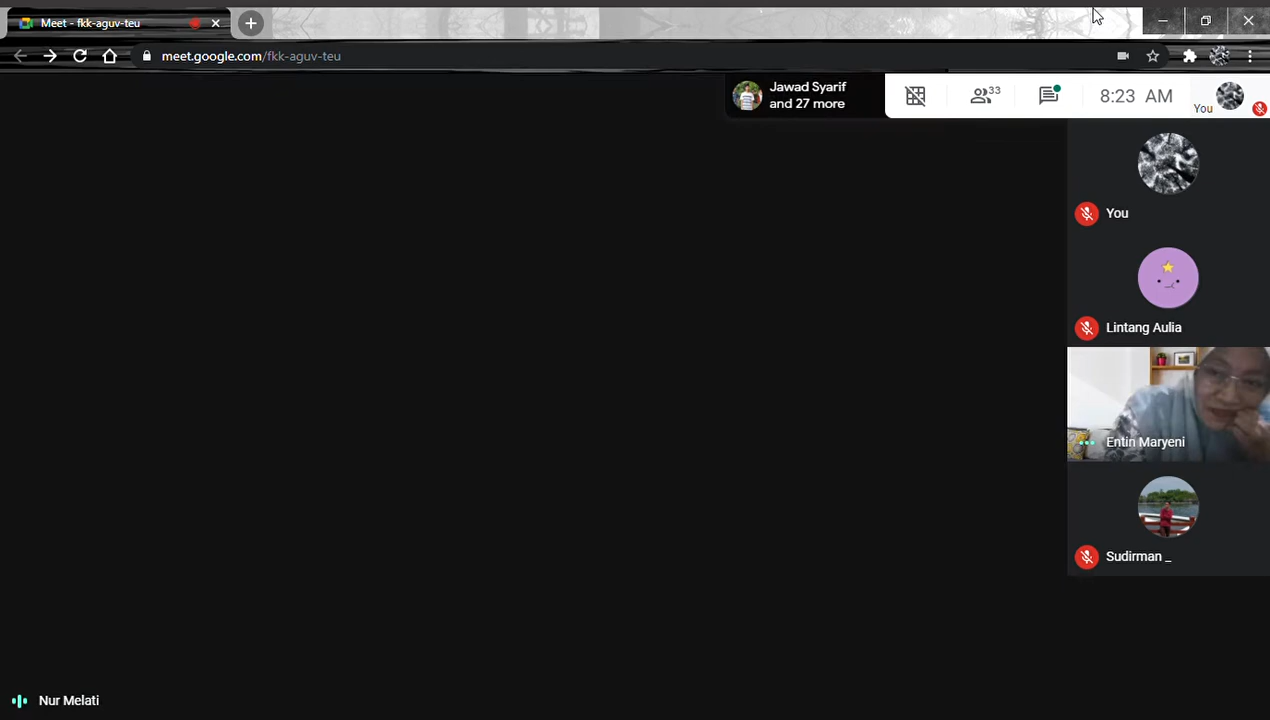 Meet - fkk-aguv-teu
meet.google.com/fkk-aguv-teu
Jawad Syarif
and 27 more
33
8:23 AM
You
You
Lintang Aulia
Entin Maryeni
Sudirman _
Nur Melati